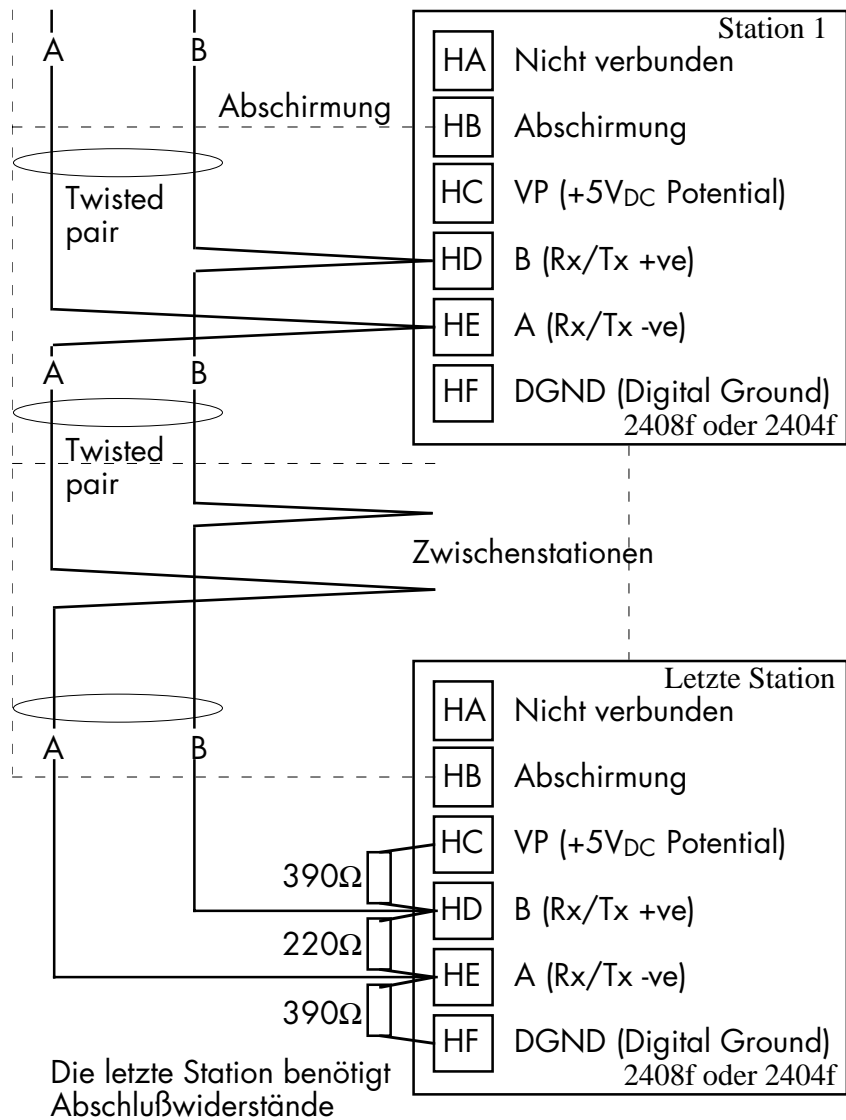 A B
Station 1
HA Nicht verbunden
Abschirmung
HB Abschirmung
HC VP (+5VDC Potential)
Twisted
pair
HD B (Rx/Tx +ve)
HE A (Rx/Tx -ve)
A B
HF DGND (Digital Ground)
2408f oder 2404f
Twisted
pair
Zwischenstationen
Letzte Station
HA Nicht verbunden
A B
HB Abschirmung
HC VP (+5VDC Potential)
390Ω
HD B (Rx/Tx +ve)
220Ω
HE A (Rx/Tx -ve)
390Ω
HF DGND (Digital Ground)
2408f oder 2404f
Die letzte Station benötigt
Abschlußwiderstände